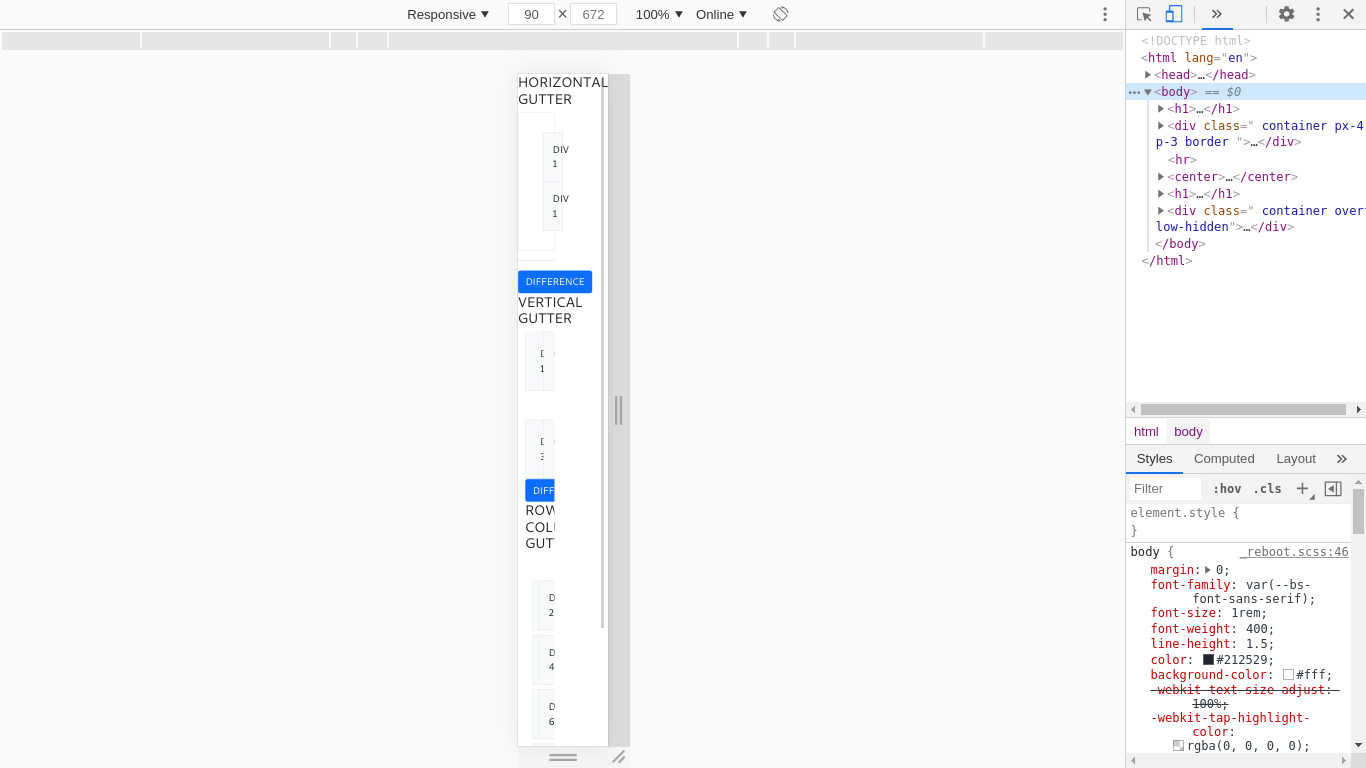 Responsive ▼ 90 × 672 100% ▼ Online ▼
HORIZONTAL
GUTTER
DIV
1
DIV
1
DIFFERENCE
VERTICAL
GUTTER
1
3
DIFF
ROW
COLU
GUT
D
2
D
4
D
6
<!DOCTYPE html>
<html lang="en">
<head>…</head>
<body> == $0
<h1>…</h1>
<div class=" container px-4
p-3 border ">…</div>
<hr>
<center>…</center>
<h1>…</h1>
<div class=" container over
low-hidden">…</div>
</body>
</html>
html body
Styles Computed Layout
Filter :hov .cls
element.style {
}
body { _reboot.scss:46
margin: 0;
font-family: var(--bs-
font-sans-serif);
font-size: 1rem;
font-weight: 400;
line-height: 1.5;
color: #212529;
background-color: #fff;
-webkit-text-size-adjust:
100%;
-webkit-tap-highlight-
color:
rgba(0, 0, 0, 0);